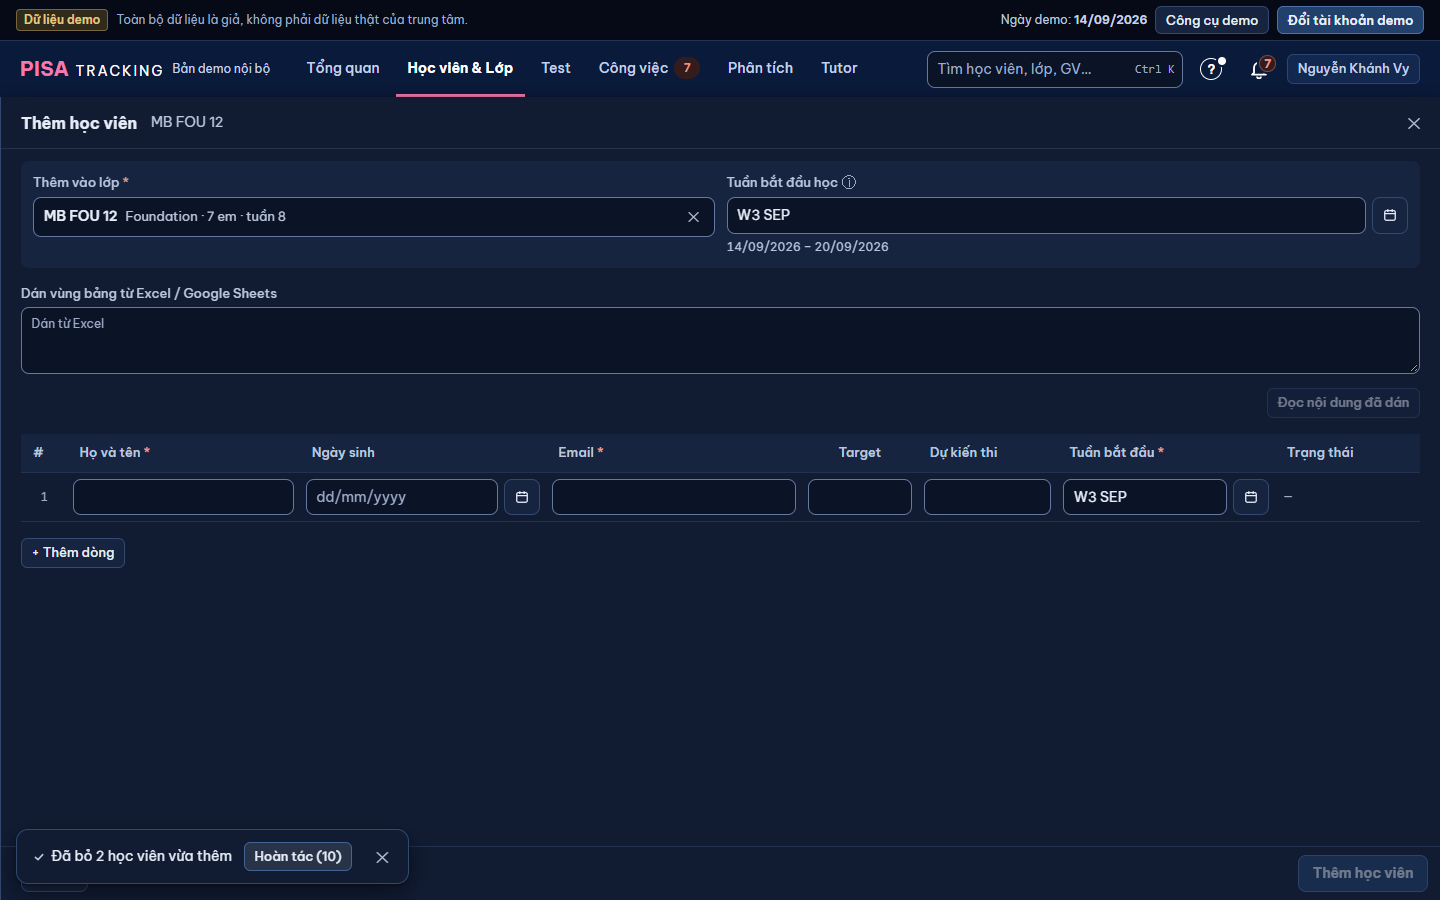 Dữ liệu demo Toàn bộ dữ liệu là giả, không phải dữ liệu thật của trung tâm. Ngày demo: 14/09/2026 Công cụ demo Đổi tài khoản demo
PISA TRACKING Bản demo nội bộ Tổng quan Học viên & Lớp Test Công việc 7 Phân tích Tutor Tìm học viên, lớp, GV... Ctrl K ? 7 Nguyễn Khánh Vy
Thêm học viên MB FOU 12
Thêm vào lớp * Tuần bắt đầu học
MB FOU 12 Foundation · 7 em · tuần 8 W3 SEP
14/09/2026 – 20/09/2026
Dán vùng bảng từ Excel / Google Sheets
Dán từ Excel
Đọc nội dung đã dán
# Họ và tên * Ngày sinh Email * Target Dự kiến thi Tuần bắt đầu * Trạng thái
1 dd/mm/yyyy W3 SEP –
+ Thêm dòng
Đã bỏ 2 học viên vừa thêm Hoàn tác (10)
Thêm học viên